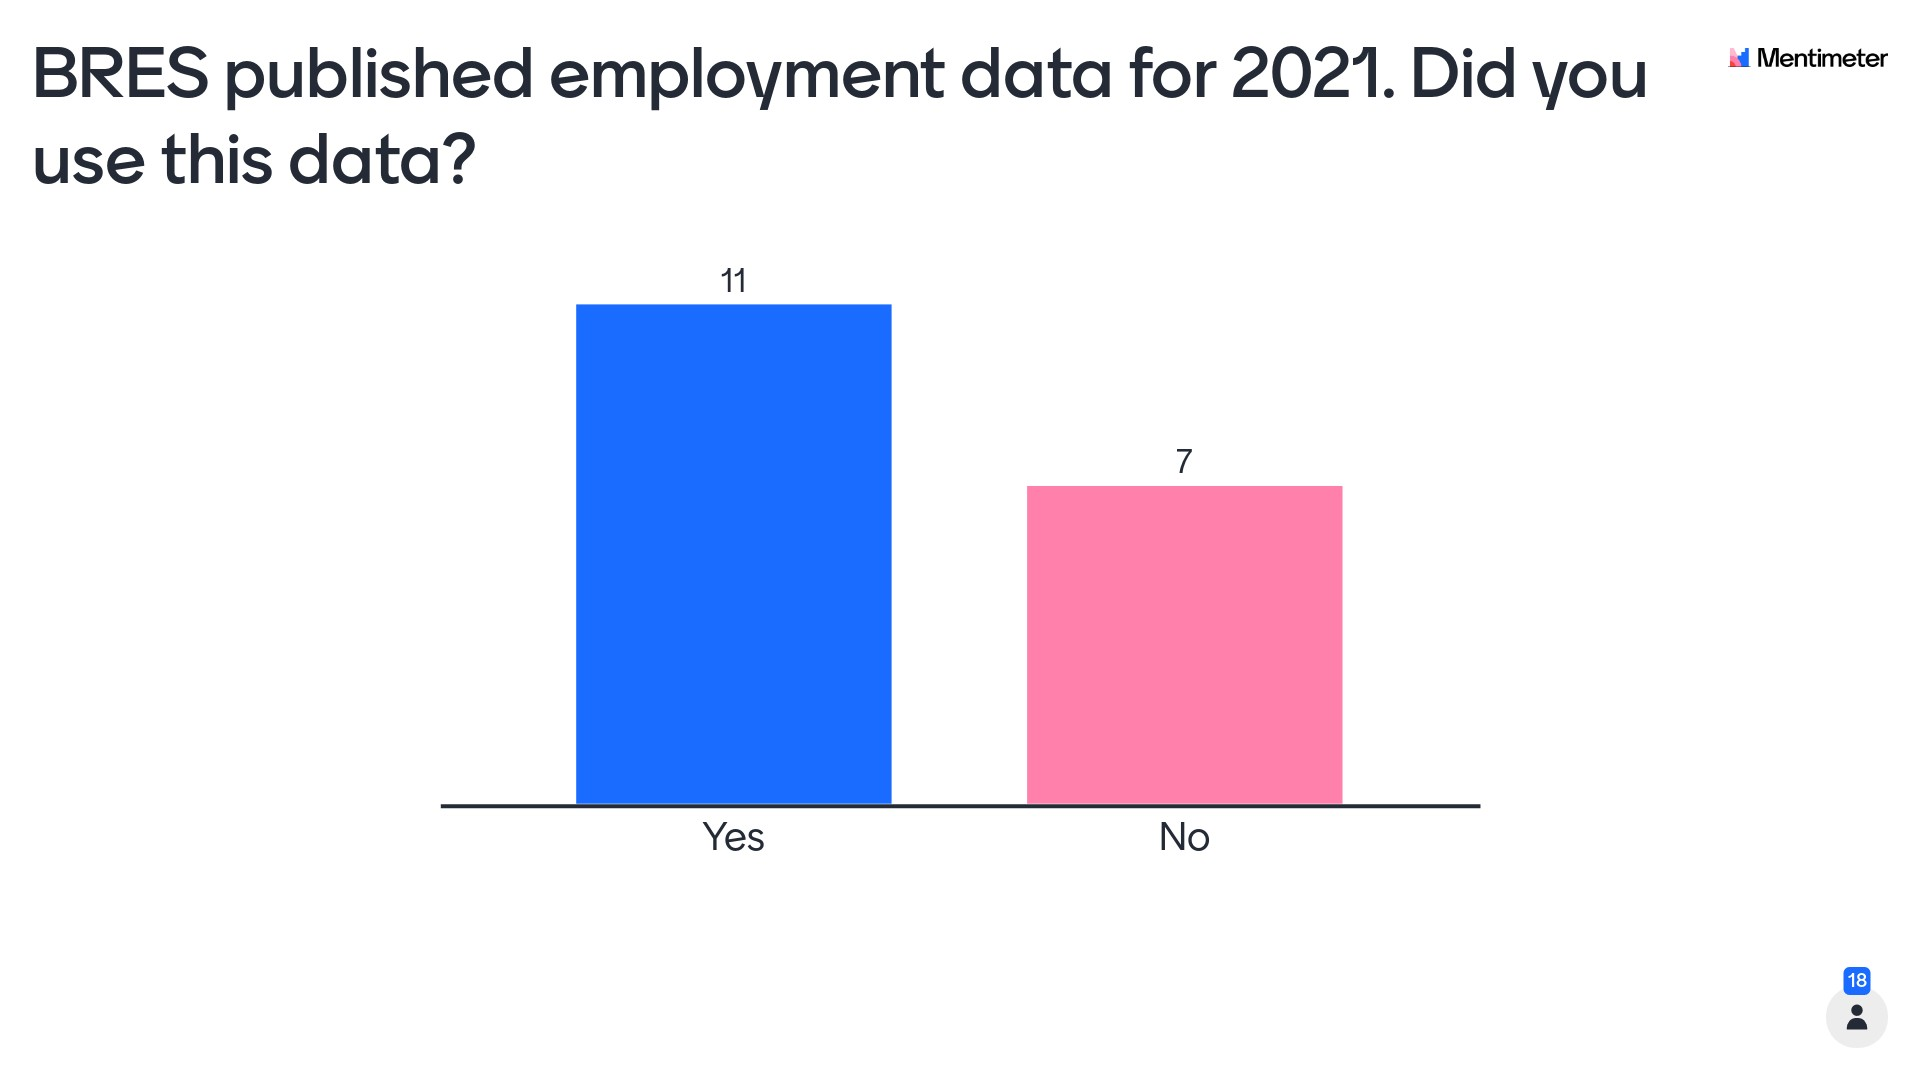 BRES published employment data for 2021. Did you
use this data?
Mentimeter
11
7
Yes
No
18